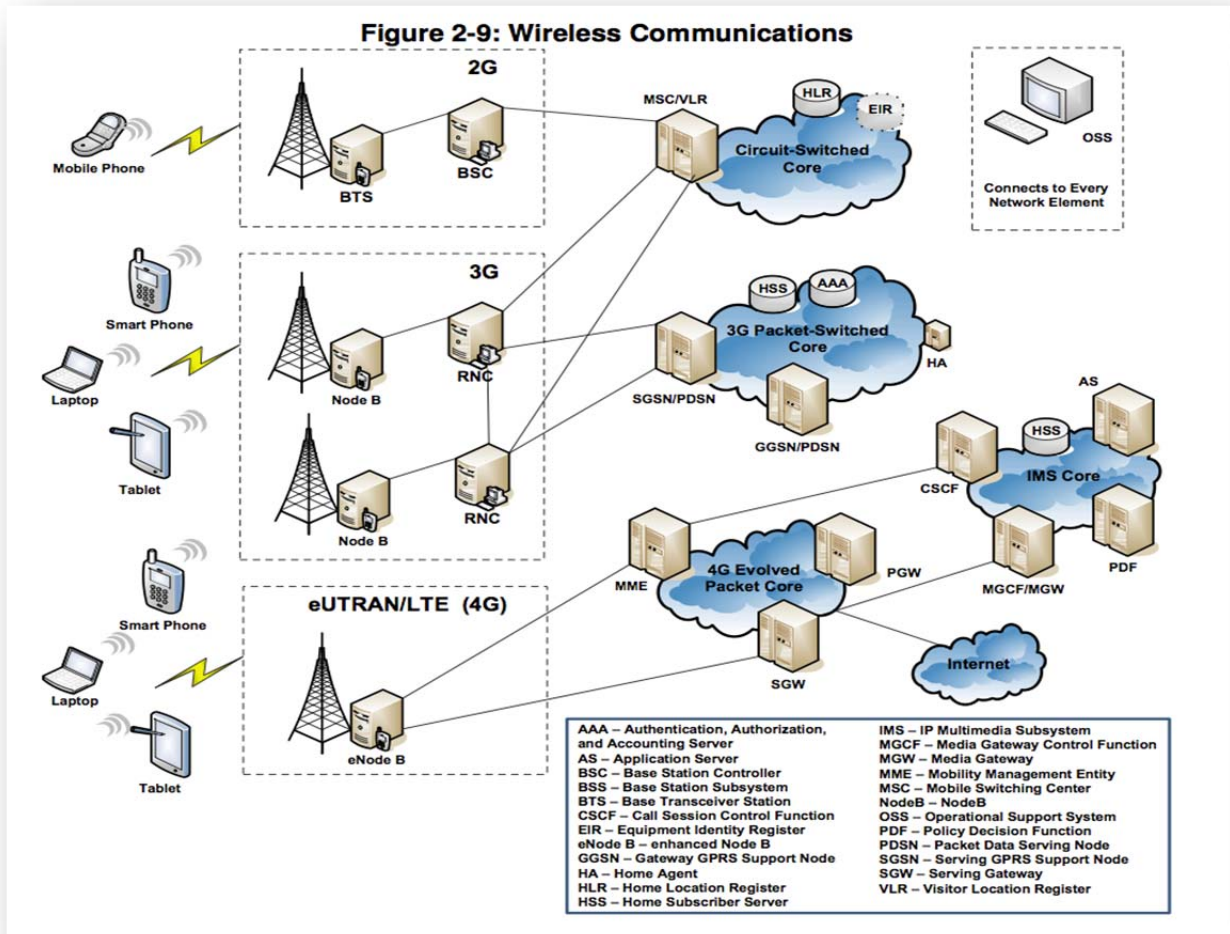 Figure 2-9: Wireless Communications
2G
Mobile Phone
BTS
BSC
MSC/VLR
HLR
EIR
Circuit-Switched
Core
OSS
Connects to Every
Network Element
3G
Smart Phone
Laptop
Tablet
Node B
RNC
Node B
RNC
HSS
AAA
3G Packet-Switched
Core
HA
SGSN/PDSN
GGSN/PDSN
AS
HSS
CSCF
IMS Core
PDF
MGCF/MGW
MME
4G Evolved
Packet Core
PGW
SGW
Internet
eUTRAN/LTE (4G)
Smart Phone
Laptop
Tablet
eNode B
AAA – Authentication, Authorization,
and Accounting Server
AS – Application Server
BSC – Base Station Controller
BSS – Base Station Subsystem
BTS – Base Transceiver Station
CSCF – Call Session Control Function
EIR – Equipment Identity Register
eNode B – enhanced Node B
GGSN – Gateway GPRS Support Node
HA – Home Agent
HLR – Home Location Register
HSS – Home Subscriber Server
IMS – IP Multimedia Subsystem
MGCF – Media Gateway Control Function
MGW – Media Gateway
MME – Mobility Management Entity
MSC – Mobile Switching Center
NodeB – NodeB
OSS – Operational Support System
PDF – Policy Decision Function
PDSN – Packet Data Serving Node
SGSN – Serving GPRS Support Node
SGW – Serving Gateway
VLR – Visitor Location Register